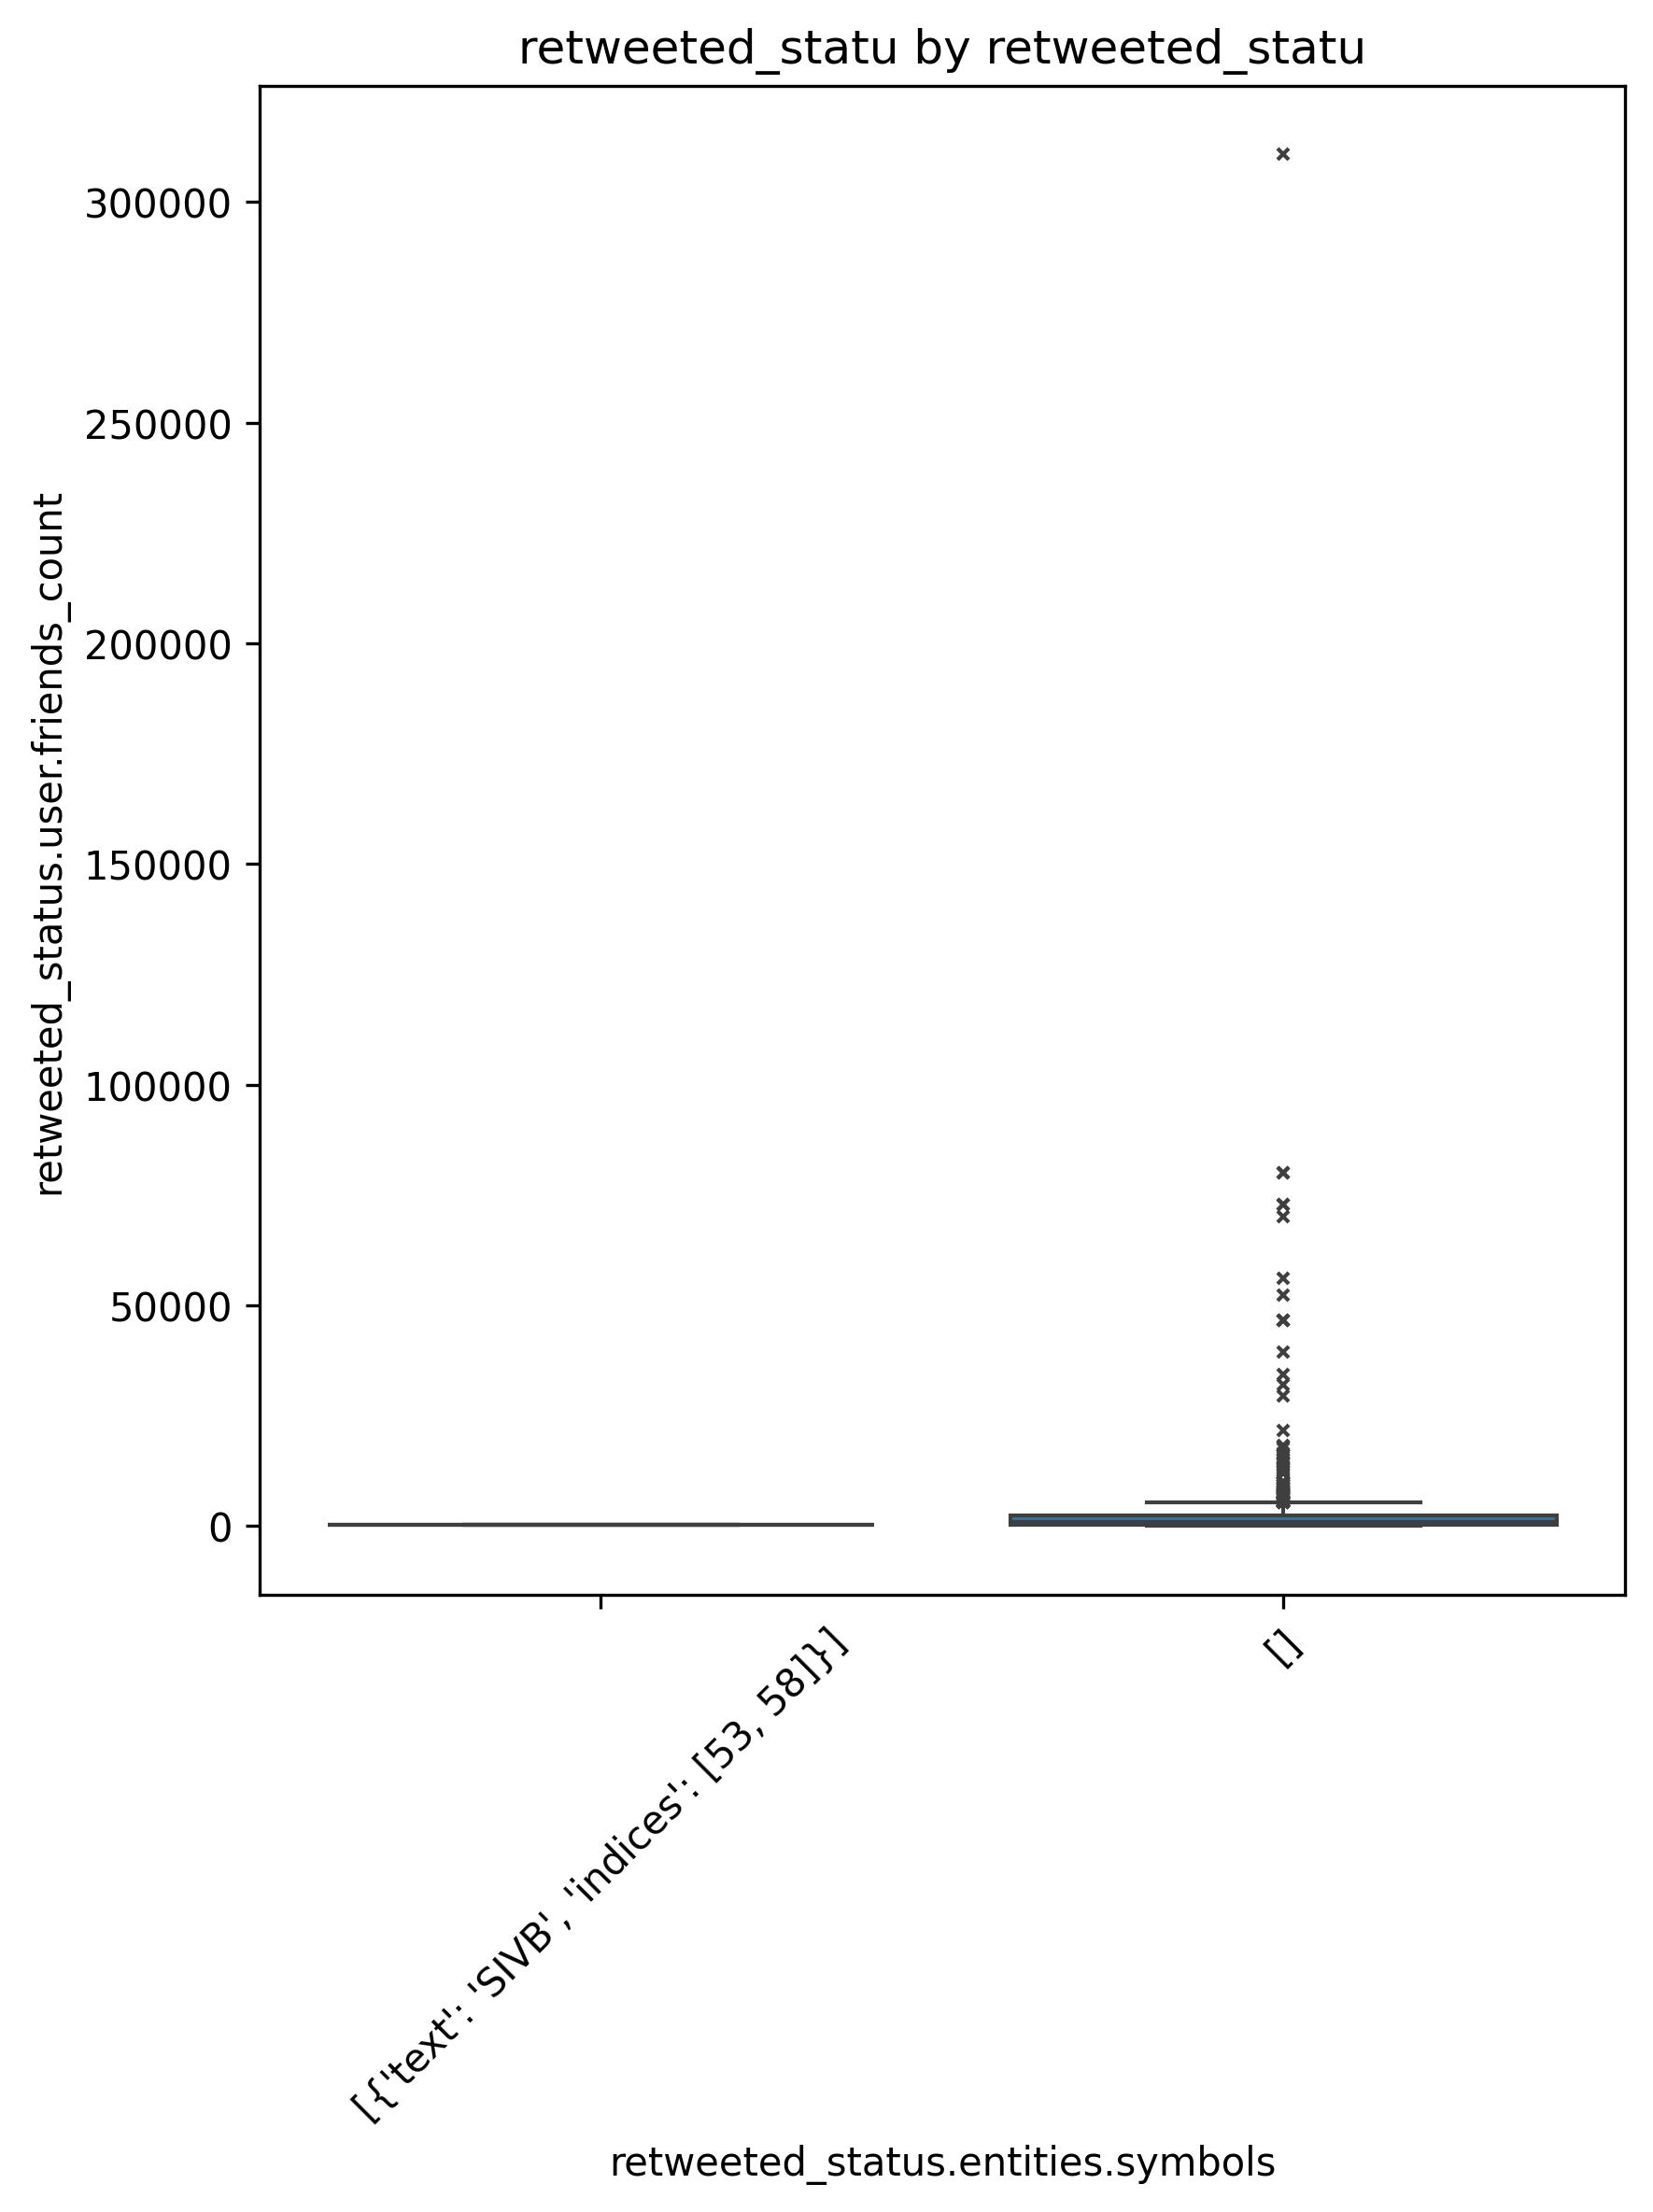 retweeted_statu by retweeted_statu
retweeted_status.user.friends_count
300000
250000
200000
150000
100000
50000
0
[{'text': 'SIVB', 'indices': [53, 58]}]
[]
retweeted_status.entities.symbols